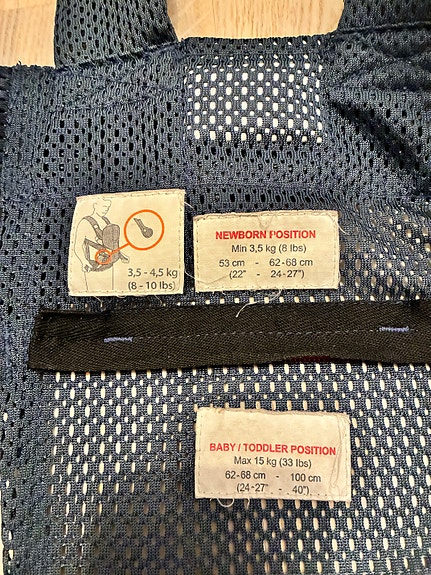 3,5 - 4,5 kg
(8 - 10 lbs)
NEWBORN POSITION
Min 3,5 kg (8 lbs)
53 cm - 62-68 cm
(22" - 24-27")
BABY / TODDLER POSITION
Max 15 kg (33 lbs)
62-68 cm - 100 cm
(24-27" - 40")